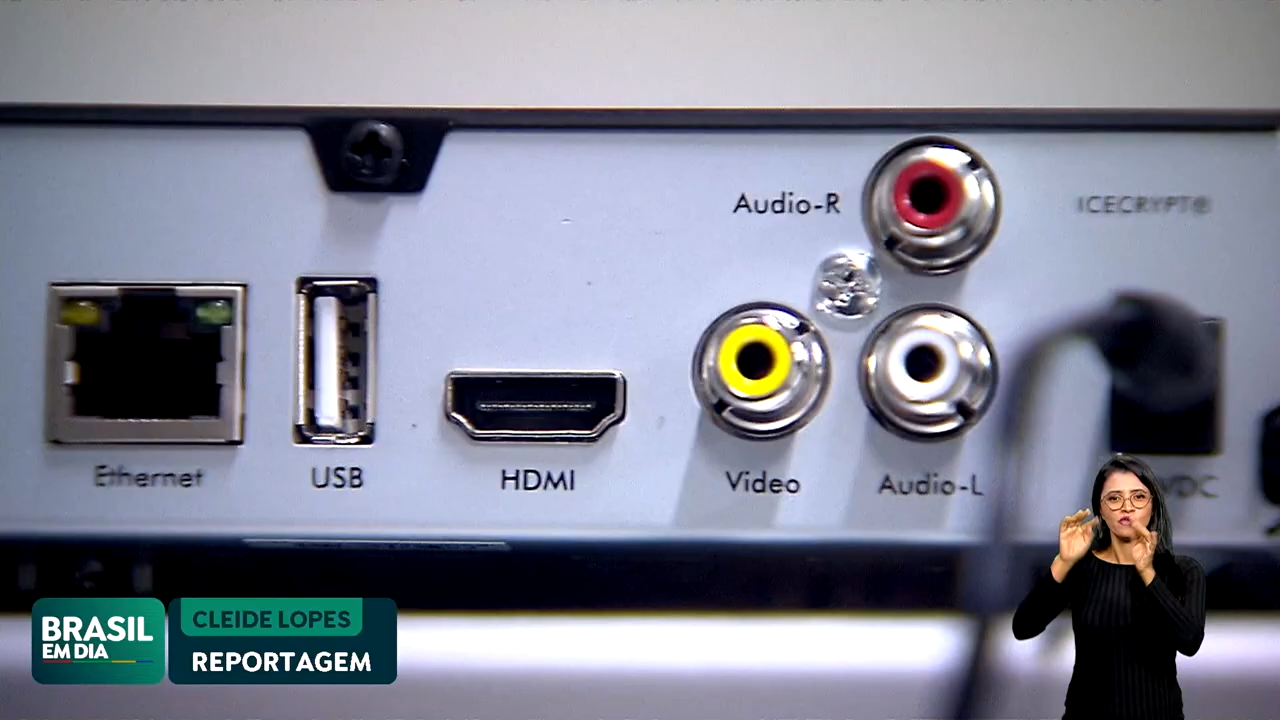 Audio-R
ICECRYPT®
Ethernet
USB
HDMI
Video
Audio-L
BRASIL
EM DIA
CLEIDE LOPES
REPORTAGEM